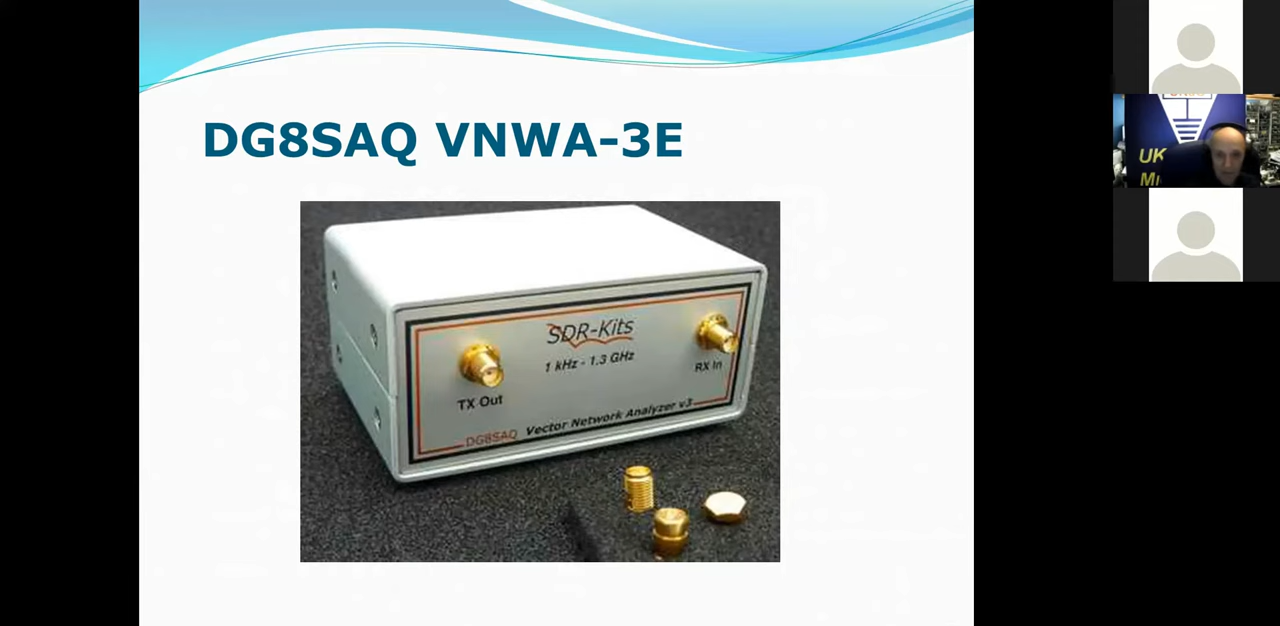 DG8SAQ VNWA-3E
SDR-Kits
1 kHz - 1.3 GHz
TX Out
RX In
DG8SAQ Vector Network Analyzer v3
UK